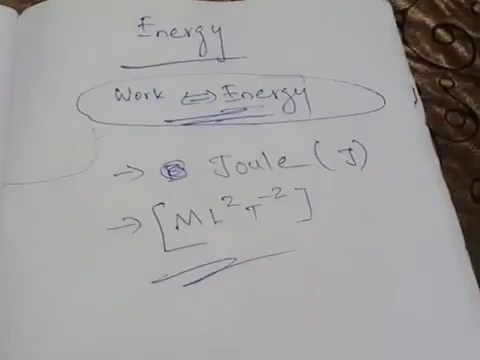 Energy
Work ⇔ Energy
→ Joule (J)
→ [ML²T⁻²]